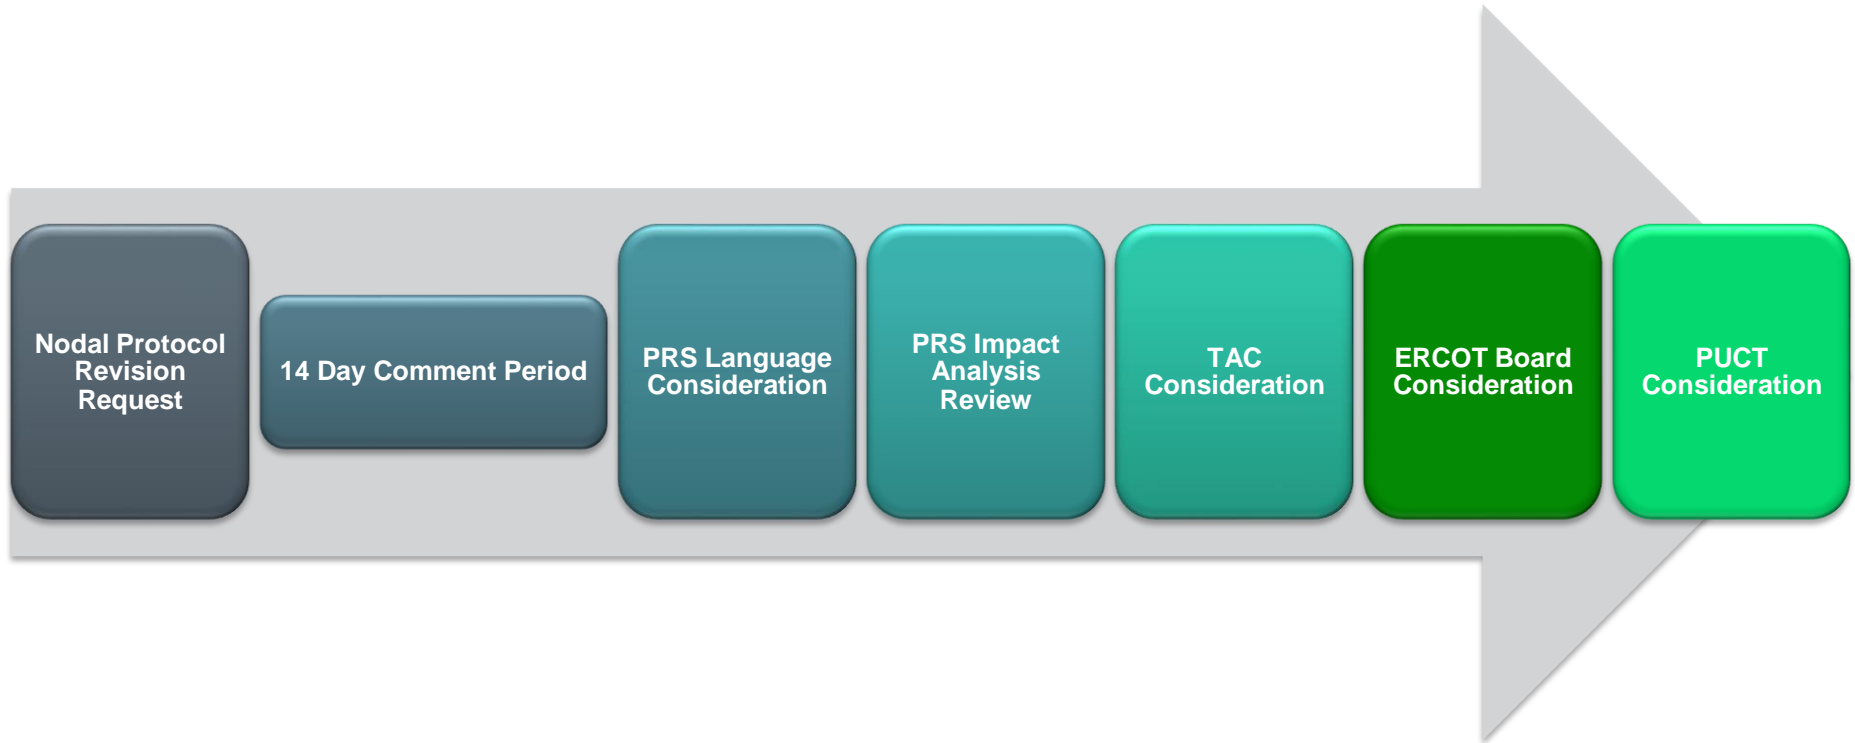 Nodal Protocol
Revision
Request
14 Day Comment Period
PRS Language
Consideration
PRS Impact
Analysis
Review
TAC
Consideration
ERCOT Board
Consideration
PUCT
Consideration